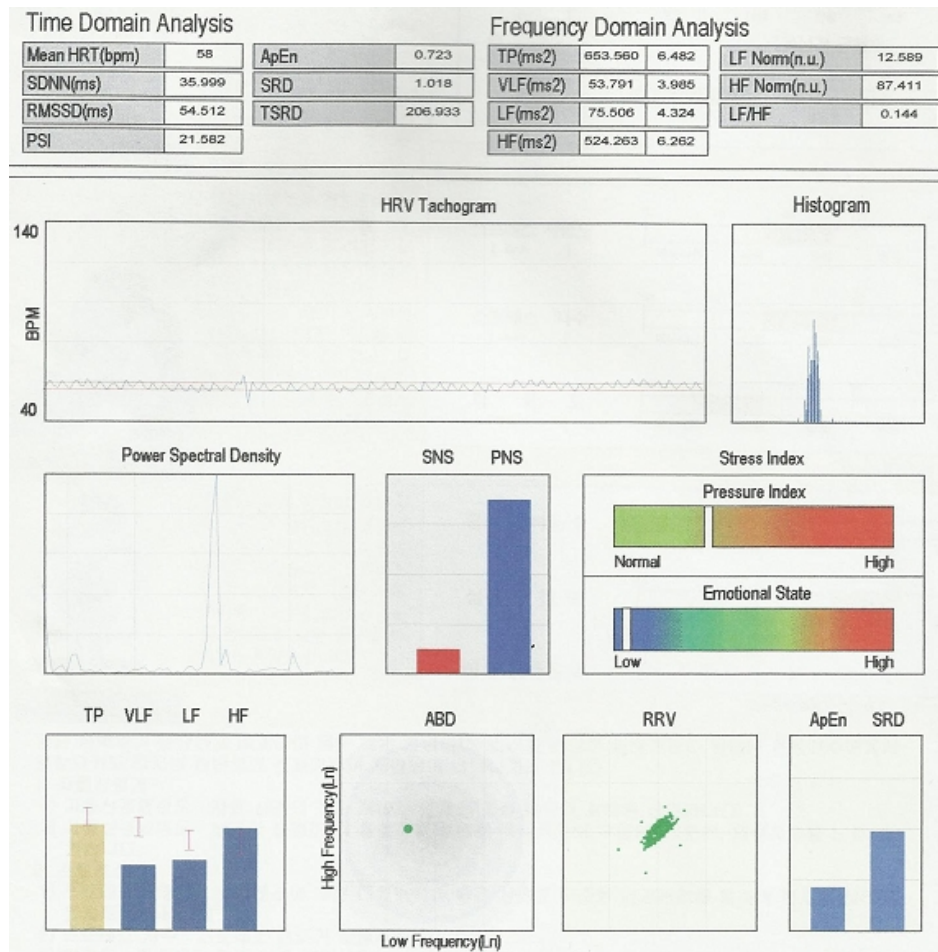 Time Domain Analysis
Mean HRT(bpm) 58
SDNN(ms) 35.999
RMSSD(ms) 54.512
PSI 21.582
ApEn 0.723
SRD 1.018
TSRD 206.933
Frequency Domain Analysis
TP(ms2) 653.560 6.482
VLF(ms2) 53.791 3.985
LF(ms2) 75.506 4.324
HF(ms2) 524.263 6.262
LF Norm(n.u.) 12.589
HF Norm(n.u.) 87.411
LF/HF 0.144
HRV Tachogram
140
BPM
40
Histogram
Power Spectral Density
SNS PNS
Stress Index
Pressure Index
Normal High
Emotional State
Low High
TP VLF LF HF
ABD
High Frequency(Ln)
Low Frequency(Ln)
RRV
ApEn SRD